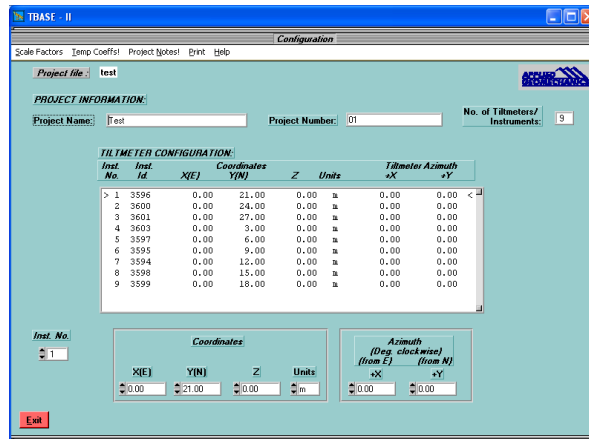 TBASE - II
Configuration
Scale Factors Temp Coeffs! Project Notes! Print Help
Project file : test
APPLIED GEOMECHANICS
PROJECT INFORMATION:
Project Name: Test Project Number: 01 No. of Tiltmeters/ Instruments: 9
TILTMETER CONFIGURATION:
Inst. Inst. Coordinates Tiltmeter Azimuth
No. Id. X(E) Y(N) Z Units +X +Y
> 1 3596 0.00 21.00 0.00 m 0.00 0.00 <
2 3600 0.00 24.00 0.00 m 0.00 0.00
3 3601 0.00 27.00 0.00 m 0.00 0.00
4 3603 0.00 3.00 0.00 m 0.00 0.00
5 3597 0.00 6.00 0.00 m 0.00 0.00
6 3595 0.00 9.00 0.00 m 0.00 0.00
7 3594 0.00 12.00 0.00 m 0.00 0.00
8 3598 0.00 15.00 0.00 m 0.00 0.00
9 3599 0.00 18.00 0.00 m 0.00 0.00
Inst. No.
1
Coordinates
X(E) Y(N) Z Units
0.00 21.00 0.00 m
Azimuth
(Deg. clockwise)
(from E) (from N)
+X +Y
0.00 0.00
Exit